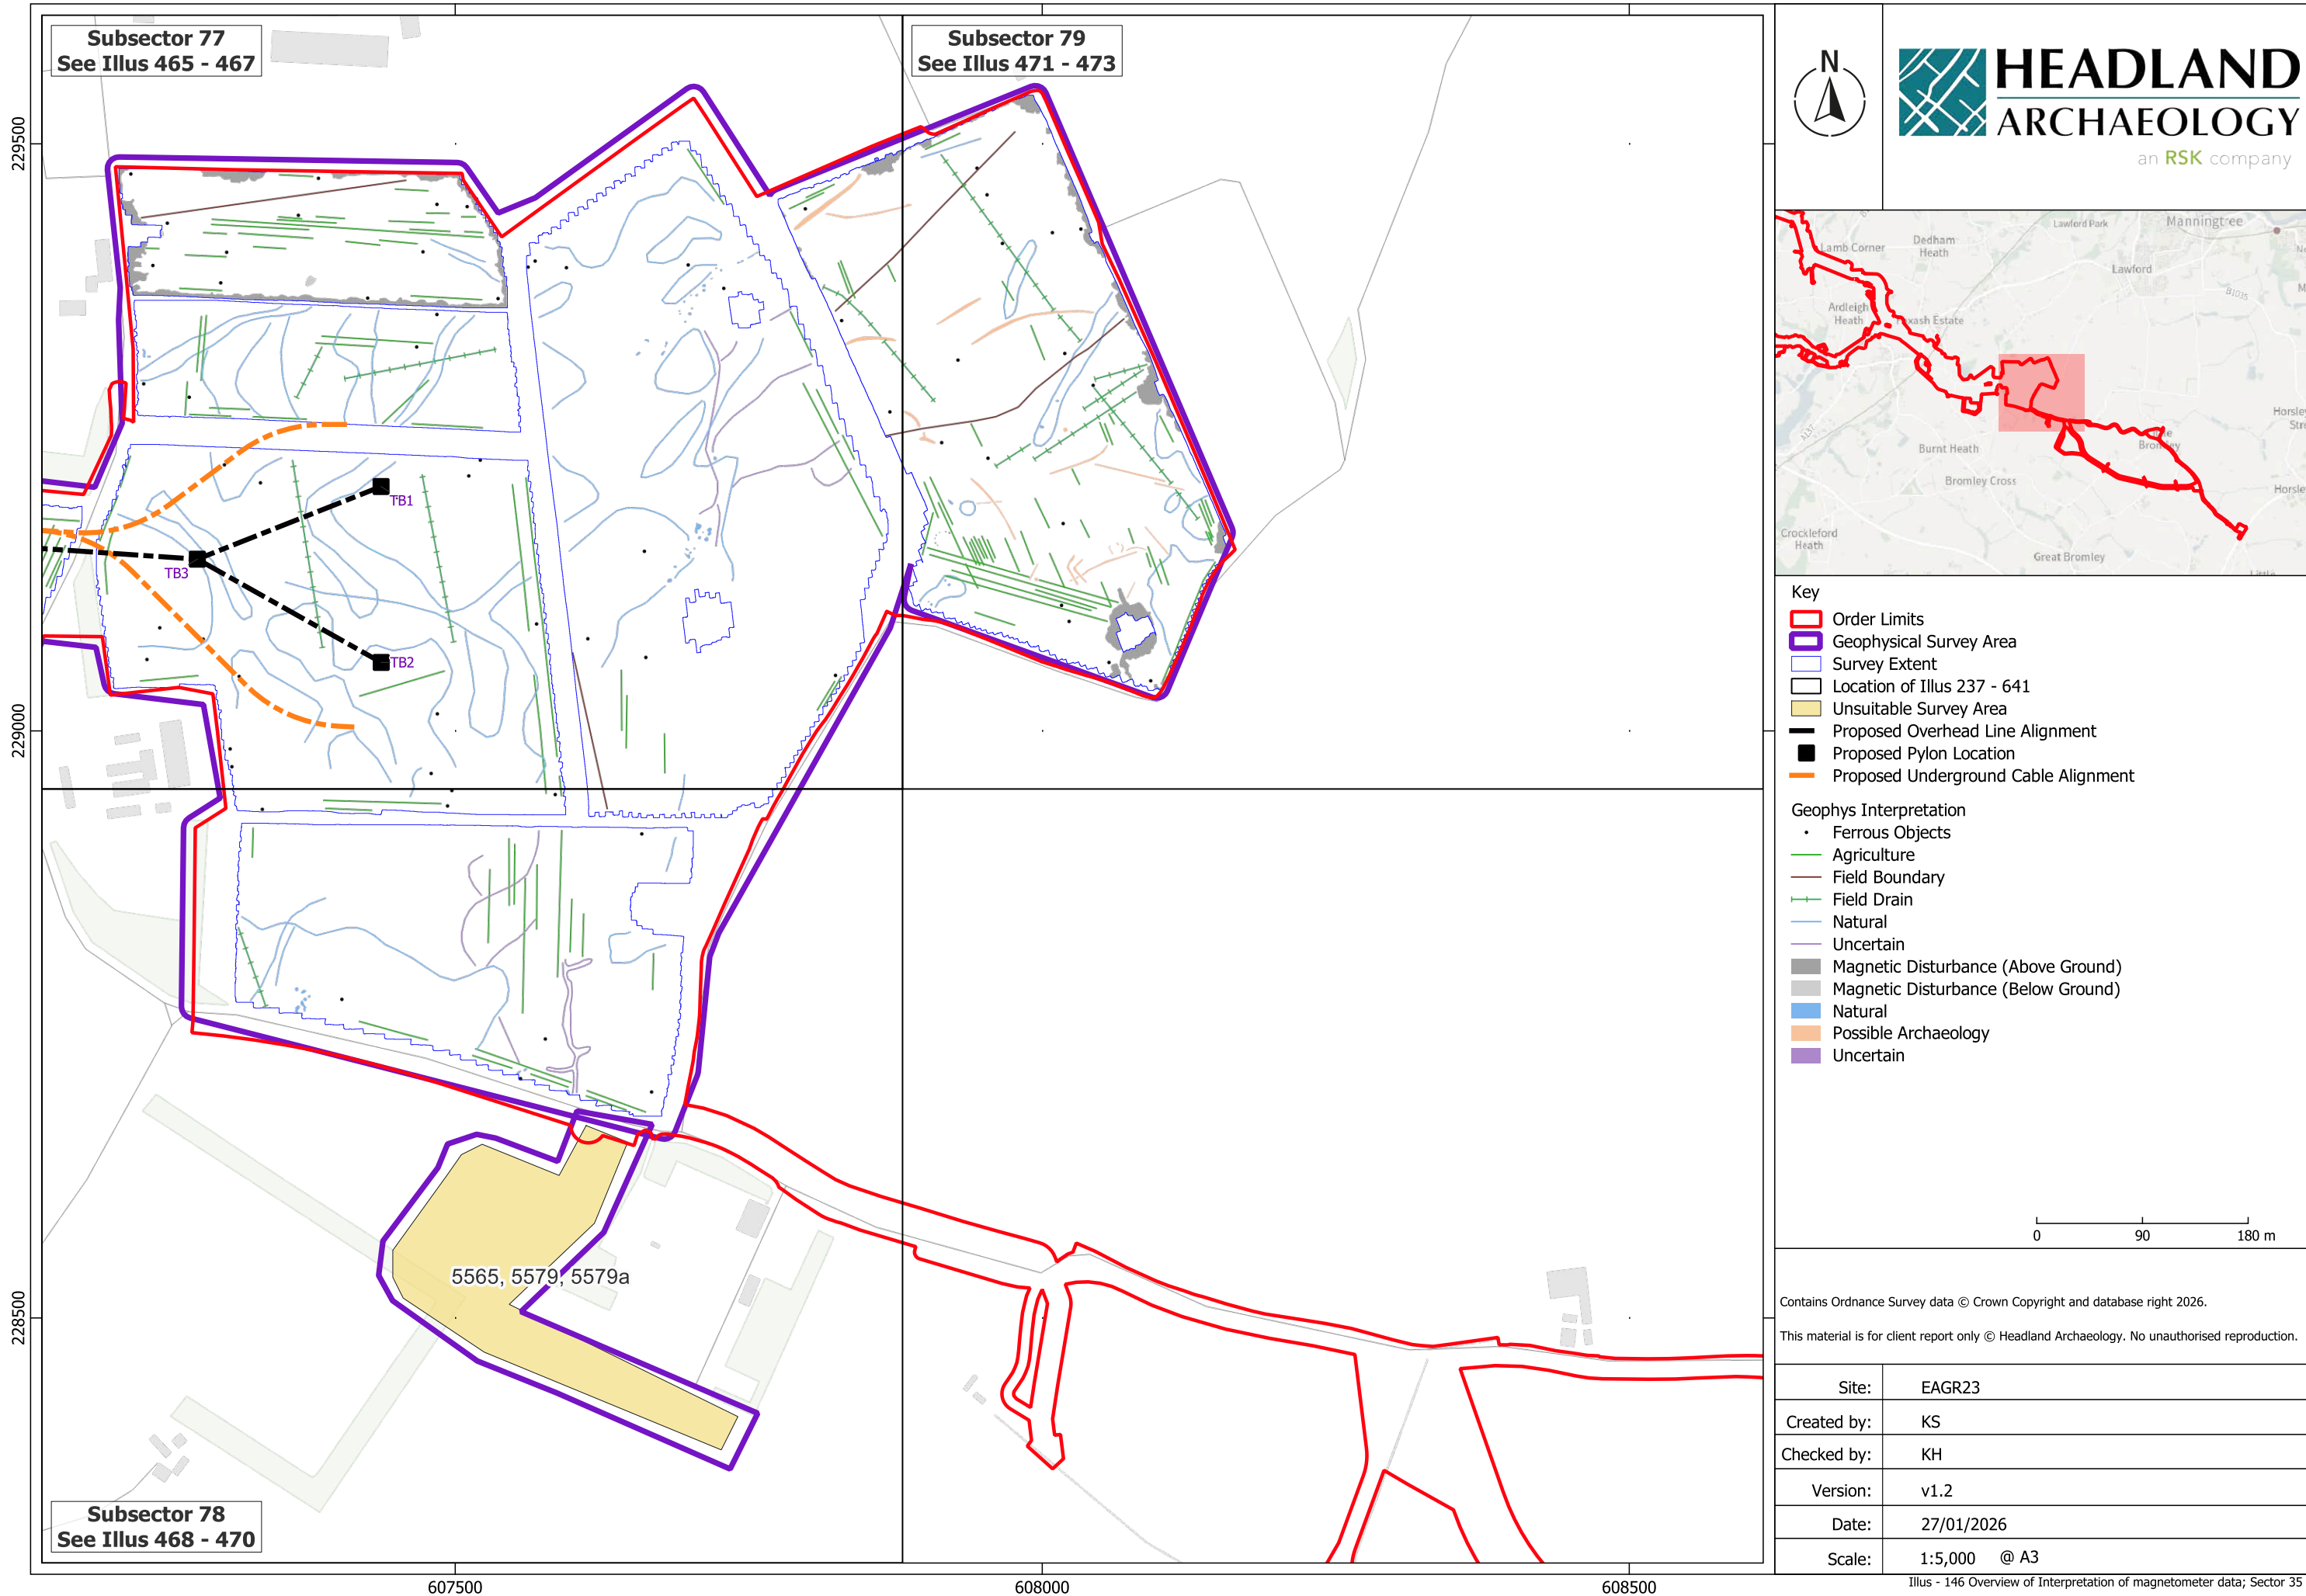 Subsector 77
See Illus 465 - 467
Subsector 79
See Illus 471 - 473
229500
229000
228500
TB1
TB3
TB2
5565, 5579, 5579a
Subsector 78
See Illus 468 - 470
607500
608000
608500
N
HEADLAND
ARCHAEOLOGY
an RSK company
Lamb Corner
Dedham
Heath
Lawford Park
Manningtree
Lawford
B1035
Ardleigh
Heath
Burnt Heath
Bromley Cross
A137
Crockleford
Heath
Great Bromley
Key
Order Limits
Geophysical Survey Area
Survey Extent
Location of Illus 237 - 641
Unsuitable Survey Area
Proposed Overhead Line Alignment
Proposed Pylon Location
Proposed Underground Cable Alignment
Geophys Interpretation
Ferrous Objects
Agriculture
Field Boundary
Field Drain
Natural
Uncertain
Magnetic Disturbance (Above Ground)
Magnetic Disturbance (Below Ground)
Natural
Possible Archaeology
Uncertain
0 90 180 m
Contains Ordnance Survey data © Crown Copyright and database right 2026.
This material is for client report only © Headland Archaeology. No unauthorised reproduction.
Site: EAGR23
Created by: KS
Checked by: KH
Version: v1.2
Date: 27/01/2026
Scale: 1:5,000 @ A3
Illus - 146 Overview of Interpretation of magnetometer data; Sector 35